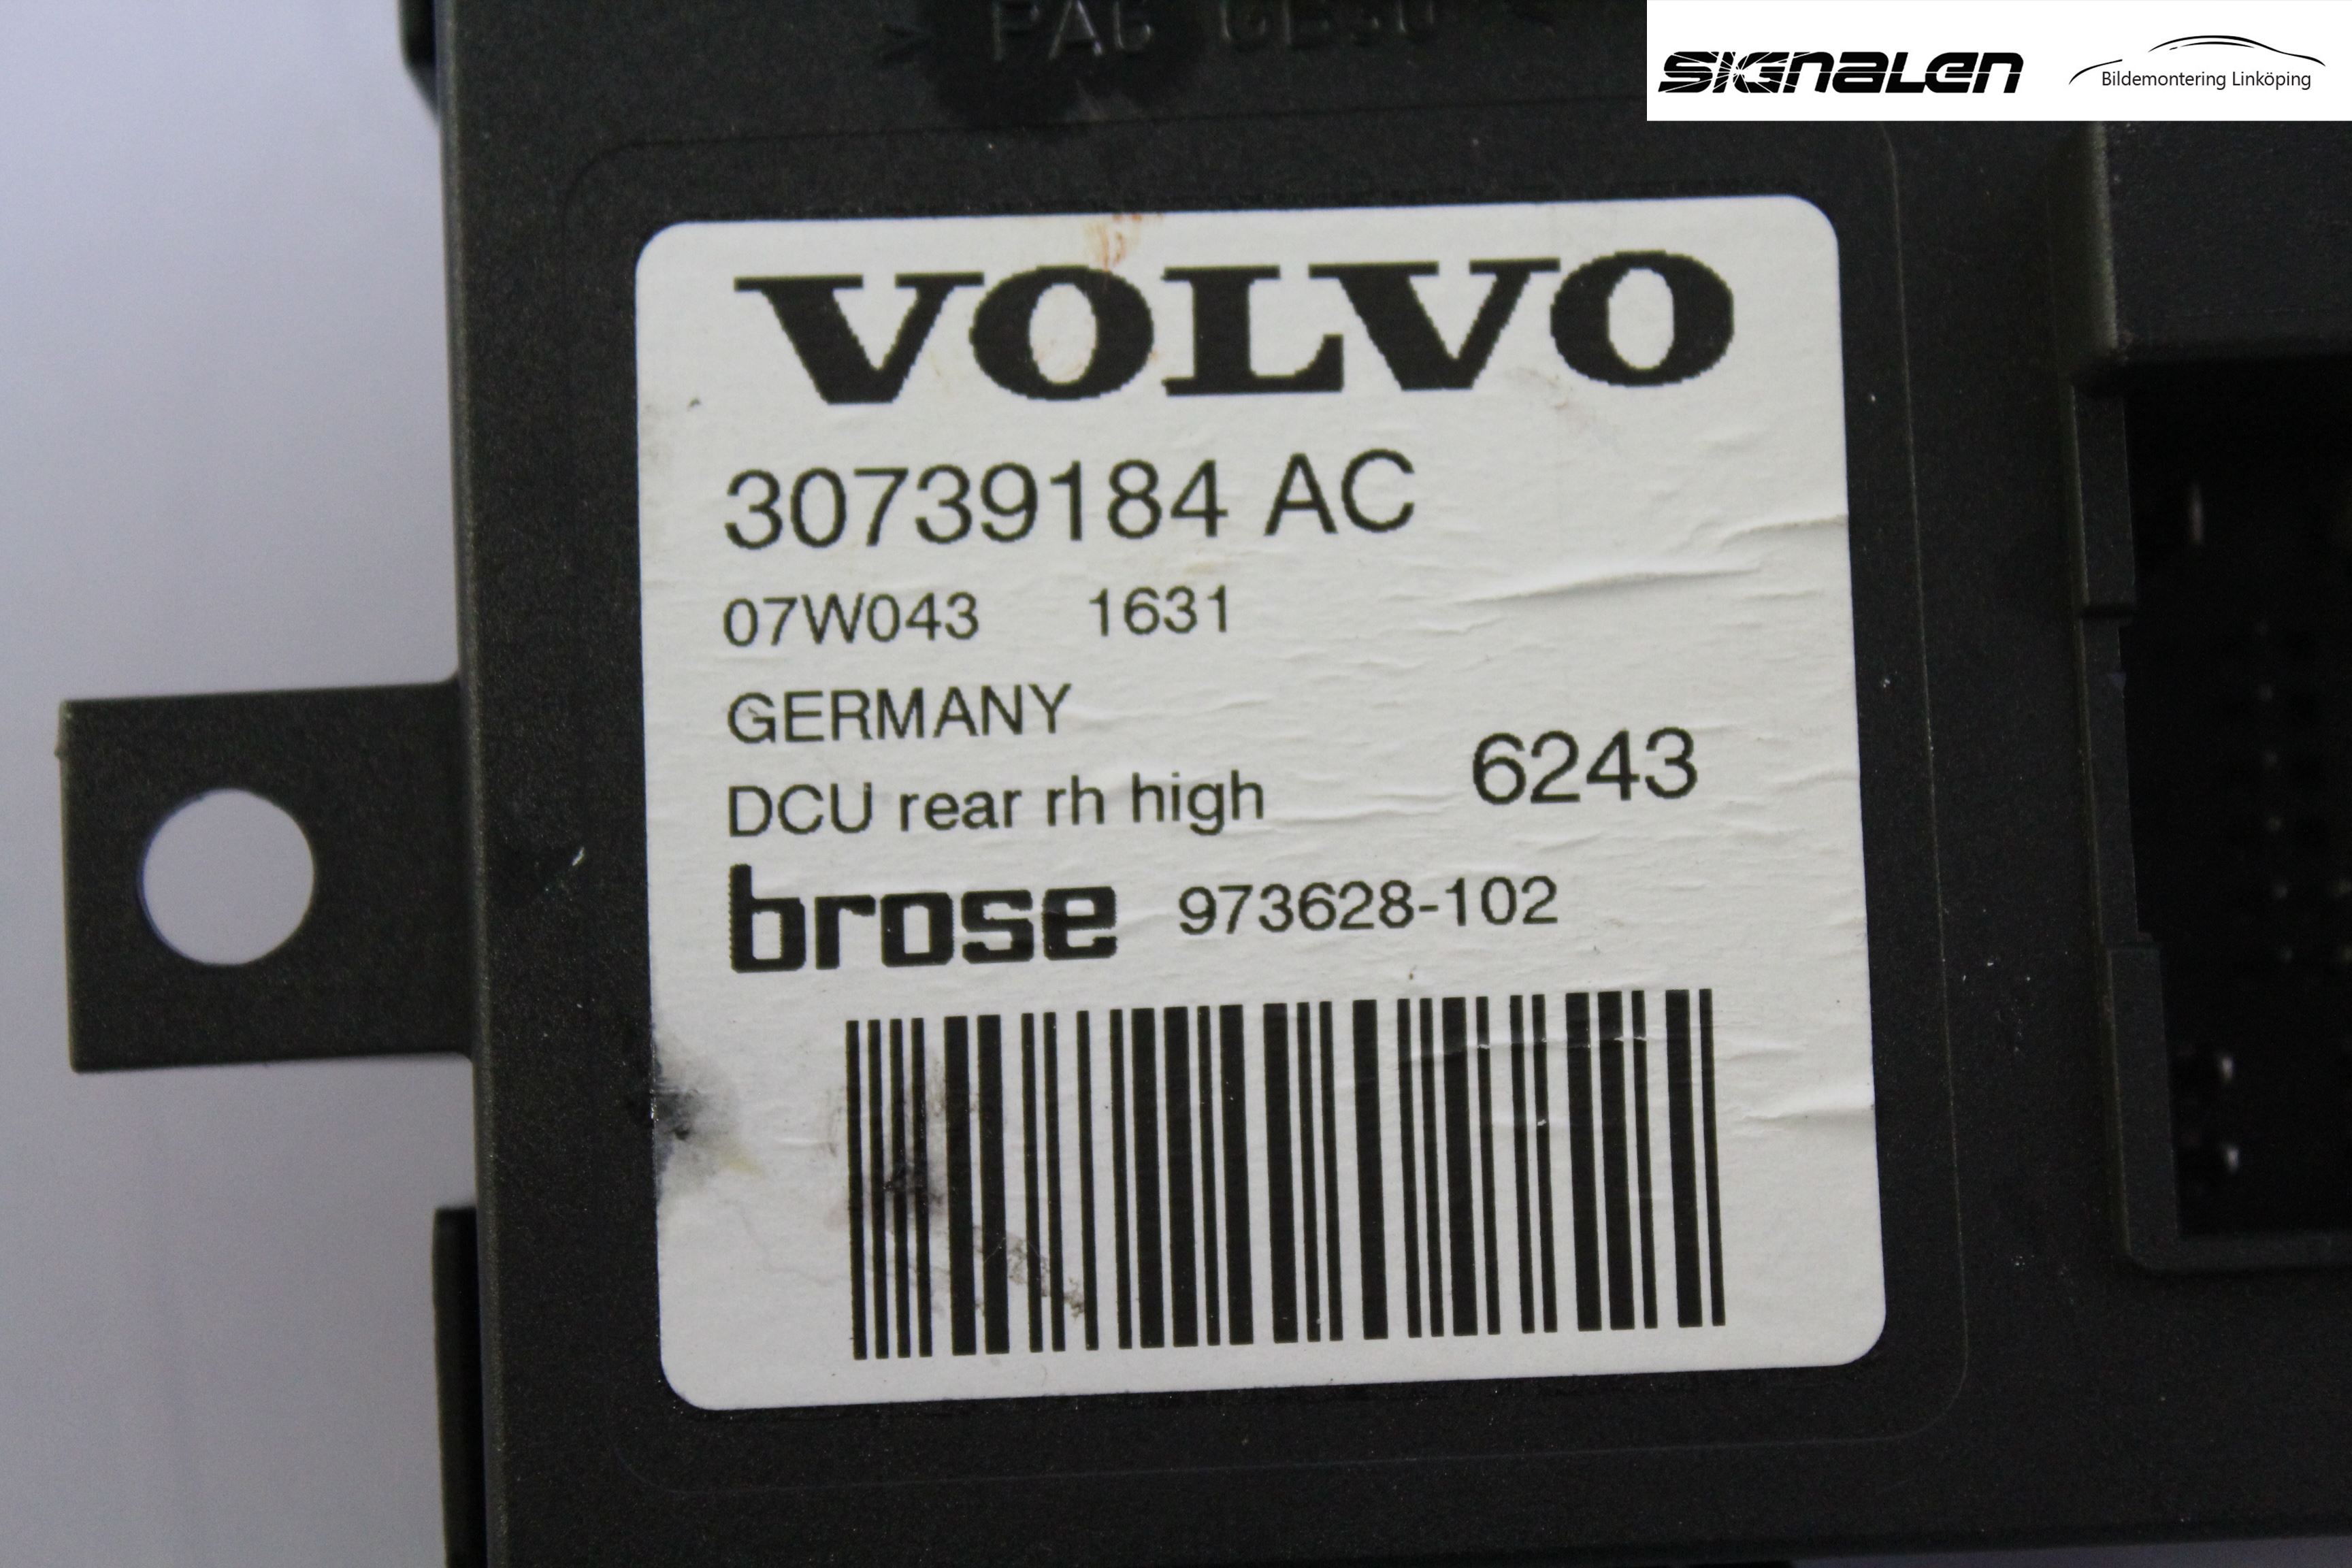 SIGNALEN
Bildemontering Linköping
VOLVO
30739184 AC
07W043 1631
GERMANY
DCU rear rh high 6243
brose 973628-102